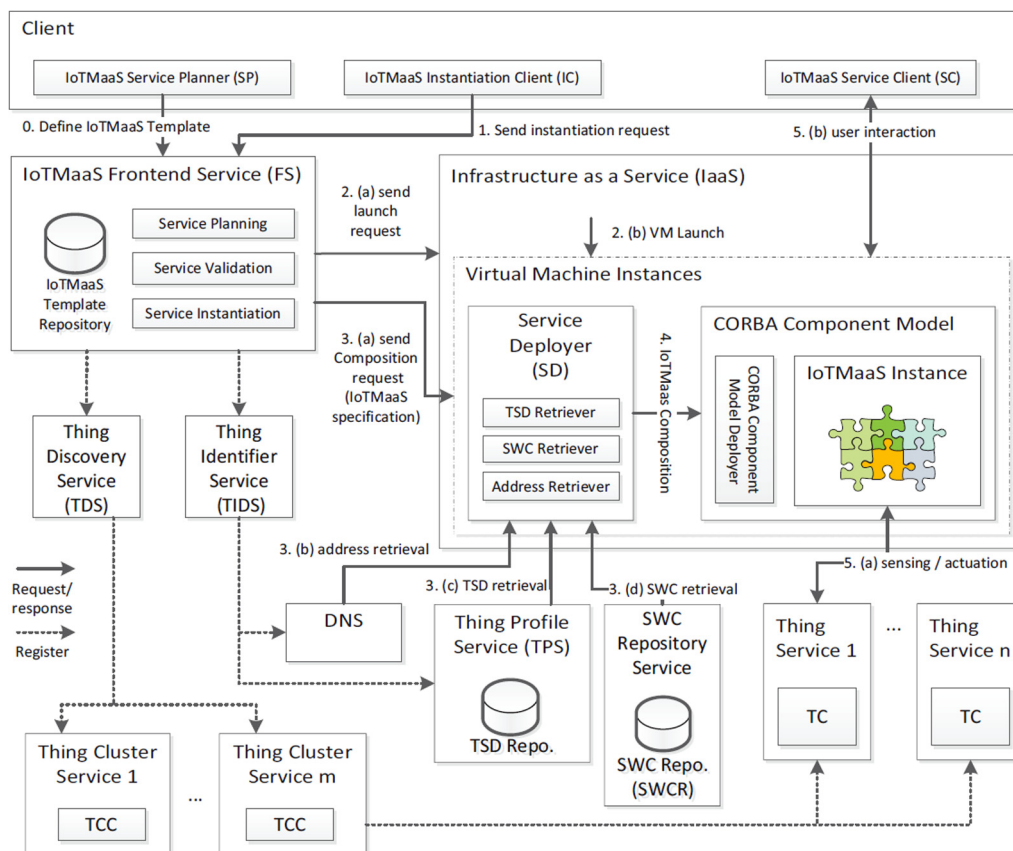 Client
IoTMaaS Service Planner (SP)
IoTMaaS Instantiation Client (IC)
IoTMaaS Service Client (SC)
0. Define IoTMaaS Template
1. Send instantiation request
5. (b) user interaction
IoTMaaS Frontend Service (FS)
IoTMaaS
Template
Repository
Service Planning
Service Validation
Service Instantiation
2. (a) send
launch
request
3. (a) send
Composition
request
(IoTMaaS
specification)
Infrastructure as a Service (IaaS)
2. (b) VM Launch
Virtual Machine Instances
Service
Deployer
(SD)
TSD Retriever
SWC Retriever
Address Retriever
4. IoTMaas Composition
CORBA Component Model
CORBA Component
Model Deployer
IoTMaaS Instance
Thing
Discovery
Service
(TDS)
Thing
Identifier
Service
(TIDS)
3. (b) address retrieval
3. (c) TSD retrieval
3. (d) SWC retrieval
5. (a) sensing / actuation
Request/
response
Register
DNS
Thing Profile
Service (TPS)
TSD Repo.
SWC
Repository
Service
SWC Repo.
(SWCR)
Thing
Service 1
TC
...
Thing
Service n
TC
Thing Cluster
Service 1
TCC
...
Thing Cluster
Service m
TCC